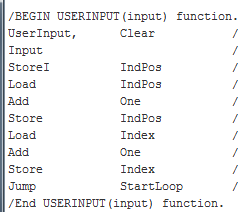 /BEGIN USERINPUT(input) function.
UserInput, Clear /
Input /
StoreI IndPos /
Load IndPos /
Add One /
Store IndPos /
Load Index /
Add One /
Store Index /
Jump StartLoop /
/End USERINPUT(input) function.